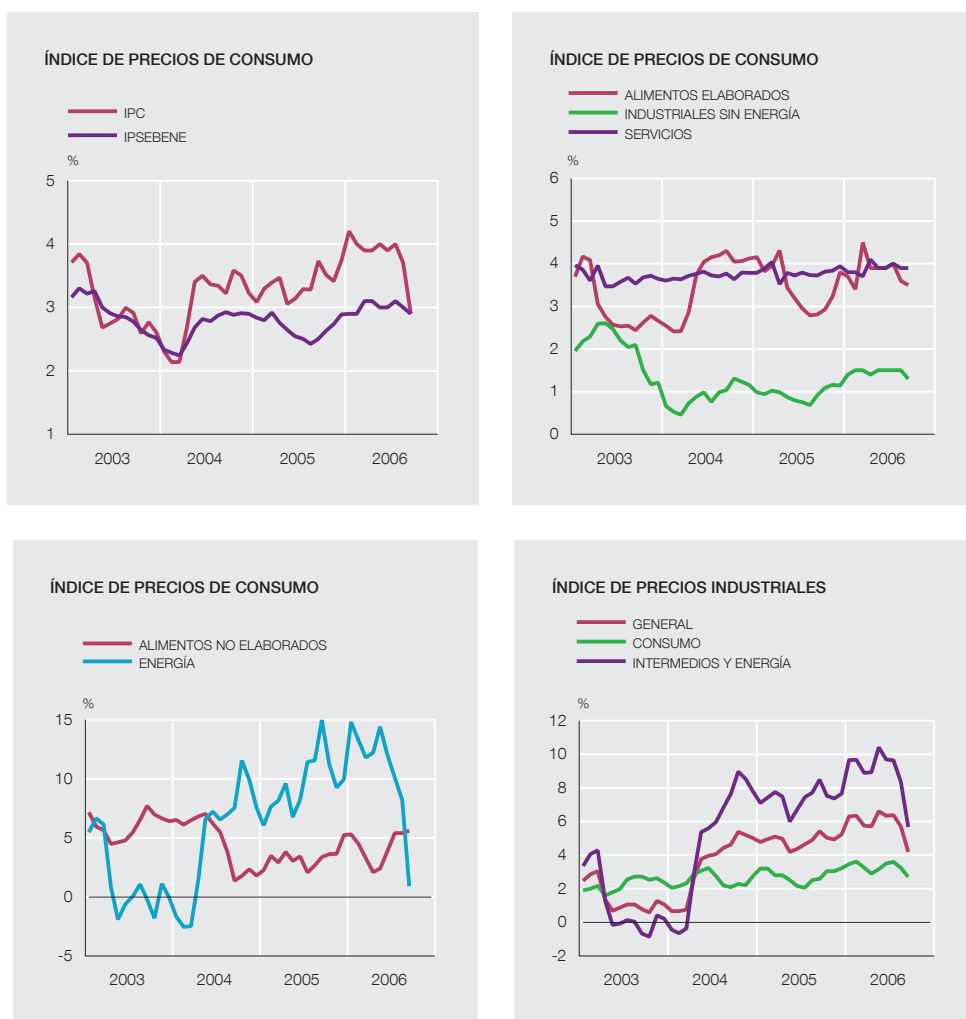 ÍNDICE DE PRECIOS DE CONSUMO
IPC
IPSEBENE
%
5
4
3
2
1
2003 2004 2005 2006
ÍNDICE DE PRECIOS DE CONSUMO
ALIMENTOS ELABORADOS
INDUSTRIALES SIN ENERGÍA
SERVICIOS
%
6
5
4
3
2
1
0
2003 2004 2005 2006
ÍNDICE DE PRECIOS DE CONSUMO
ALIMENTOS NO ELABORADOS
ENERGÍA
%
15
10
5
0
-5
2003 2004 2005 2006
ÍNDICE DE PRECIOS INDUSTRIALES
GENERAL
CONSUMO
INTERMEDIOS Y ENERGÍA
%
12
10
8
6
4
2
0
-2
2003 2004 2005 2006